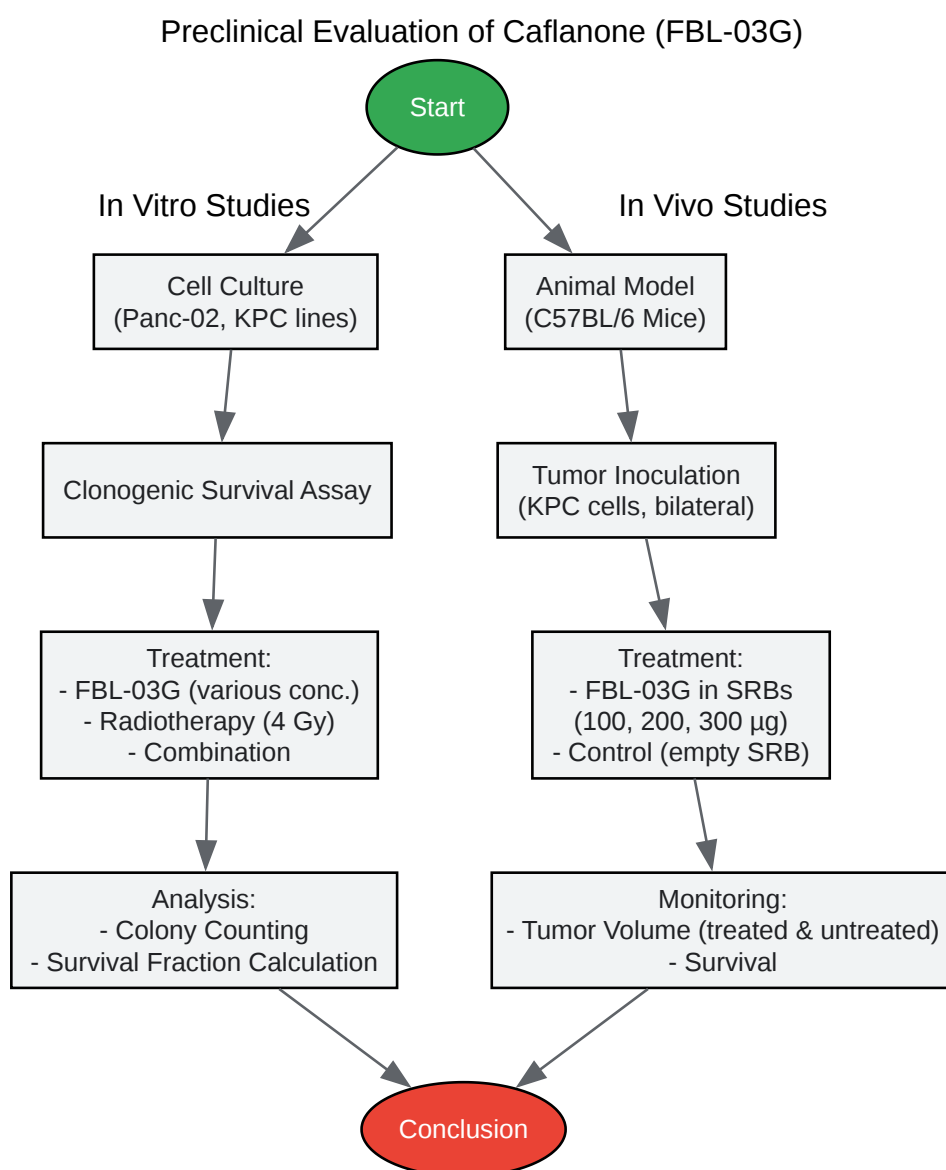 Preclinical Evaluation of Caflanone (FBL-03G)
Start
In Vitro Studies
In Vivo Studies
Cell Culture
(Panc-02, KPC lines)
Animal Model
(C57BL/6 Mice)
Clonogenic Survival Assay
Tumor Inoculation
(KPC cells, bilateral)
Treatment:
- FBL-03G (various conc.)
- Radiotherapy (4 Gy)
- Combination
Treatment:
- FBL-03G in SRBs
(100, 200, 300 µg)
- Control (empty SRB)
Analysis:
- Colony Counting
- Survival Fraction Calculation
Monitoring:
- Tumor Volume (treated & untreated)
- Survival
Conclusion